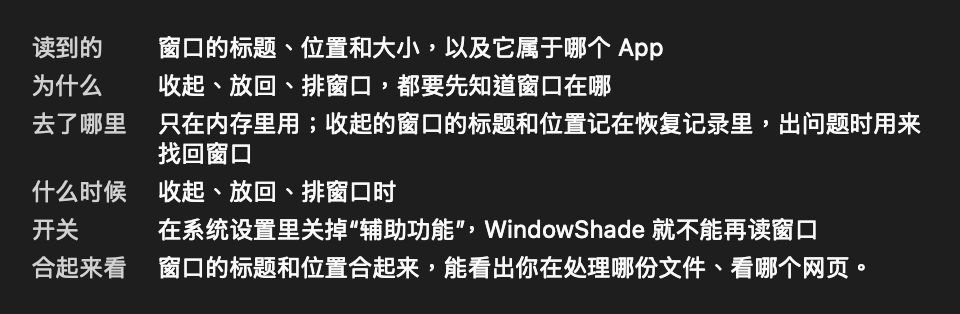 读到的 窗口的标题、位置和大小，以及它属于哪个 App
为什么 收起、放回、排窗口，都要先知道窗口在哪
去了哪里 只在内存里用；收起的窗口的标题和位置记在恢复记录里，出问题时用来
找回窗口
什么时候 收起、放回、排窗口时
开关 在系统设置里关掉“辅助功能”，WindowShade 就不能再读窗口
合起来看 窗口的标题和位置合起来，能看出你在处理哪份文件、看哪个网页。